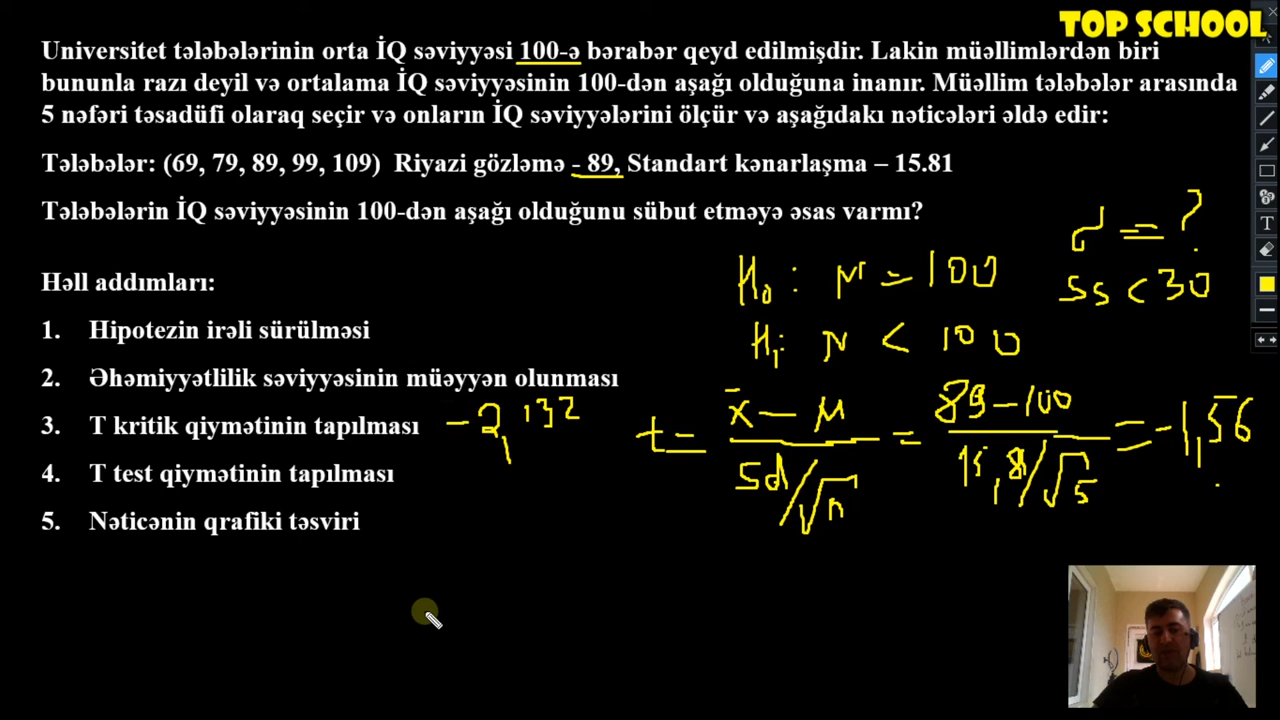 TOP SCHOOL
Universitet tələbələrinin orta İQ səviyyəsi 100-ə bərabər qeyd edilmişdir. Lakin müəllimlərdən biri
bununla razı deyil və ortalama İQ səviyyəsinin 100-dən aşağı olduğuna inanır. Müəllim tələbələr arasında
5 nəfəri təsadüfi olaraq seçir və onların İQ səviyyələrini ölçür və aşağıdakı nəticələri əldə edir:
Tələbələr: (69, 79, 89, 99, 109) Riyazi gözləmə - 89, Standart kənarlaşma – 15.81
Tələbələrin İQ səviyyəsinin 100-dən aşağı olduğunu sübut etməyə əsas varmı?
σ = ?
SS < 30
H₀ : μ = 100
H₁: μ < 100
Həll addımları:
1. Hipotezin irəli sürülməsi
2. Əhəmiyyətlilik səviyyəsinin müəyyən olunması
3. T kritik qiymətinin tapılması -2,132
4. T test qiymətinin tapılması
5. Nəticənin qrafiki təsviri
t = x̄ - μ / sd/√n = 89 - 100 / 15,8/√5 = -1,56